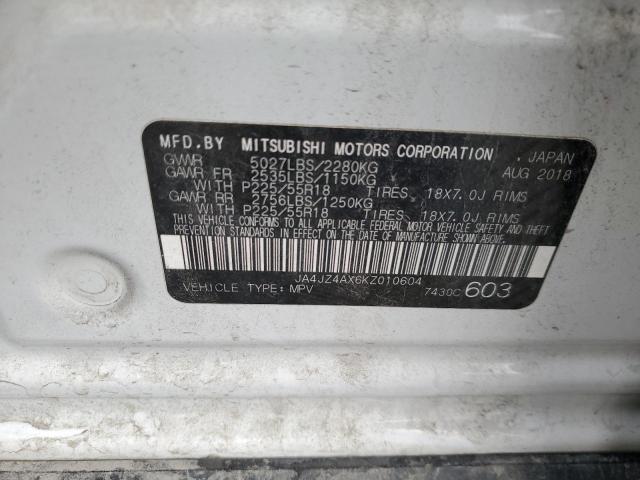 MFD.BY MITSUBISHI MOTORS CORPORATION . JAPAN
GVWR 5027LBS/2280KG AUG 2018
GAWR FR 2535LBS/1150KG
WITH P225/55R18 TIRES. 18X7.0J RIMS
GAWR RR 2756LBS/1250KG
WITH P225/55R18 TIRES. 18X7.0J RIMS
THIS VEHICLE CONFORMS TO ALL APPLICABLE FEDERAL MOTOR VEHICLE SAFETY, BUMPER AND THEFT
PREVENTION STANDARDS IN EFFECT ON THE DATE OF MANUFACTURE SHOWN ABOVE.
JA4JZ4AX6KZ010604
VEHICLE TYPE: MPV 7430C 603